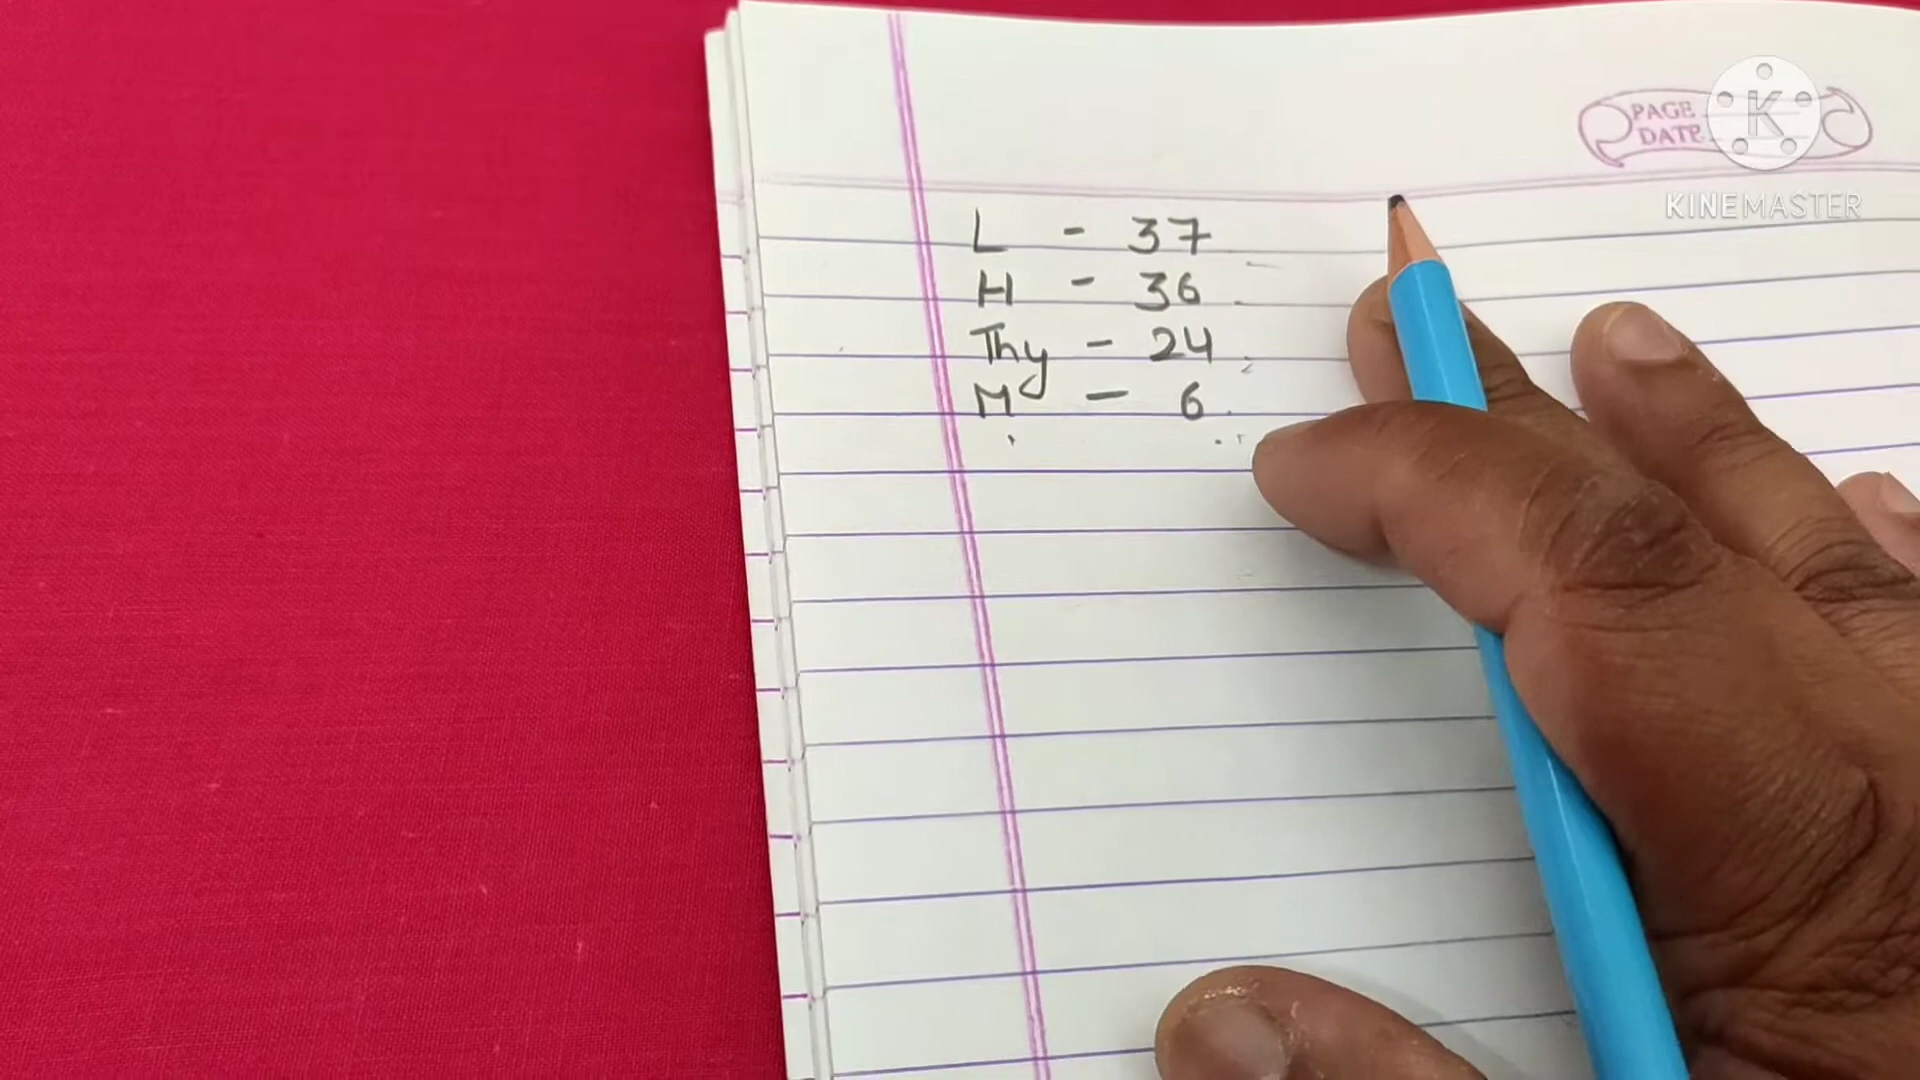 PAGE
DATE
K
KINEMASTER
L - 37
H - 36
Thy - 24
M - 6